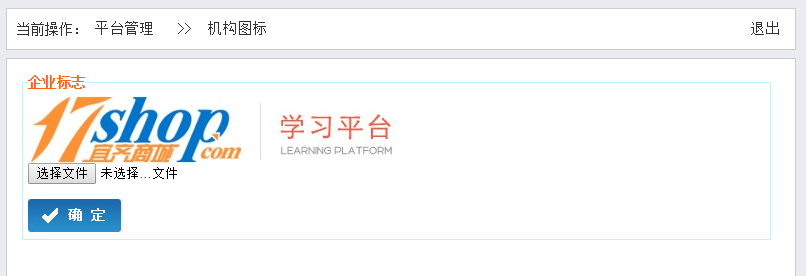 当前操作： 平台管理 >> 机构图标 退出
企业标志
17shop
宜齐商城.com
学习平台
LEARNING PLATFORM
选择文件 未选择...文件
确 定